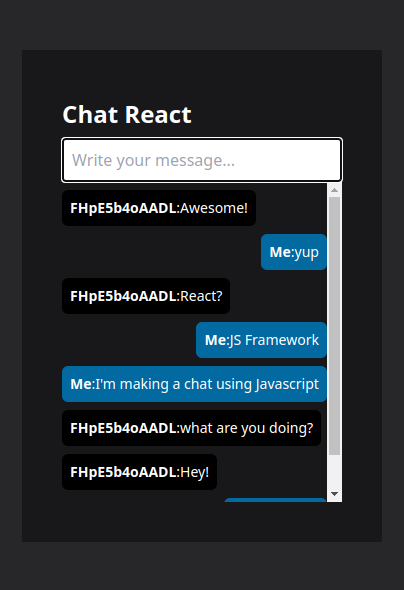 Chat React
Write your message...
FHpE5b4oAADL:Awesome!
Me:yup
FHpE5b4oAADL:React?
Me:JS Framework
Me:I'm making a chat using Javascript
FHpE5b4oAADL:what are you doing?
FHpE5b4oAADL:Hey!